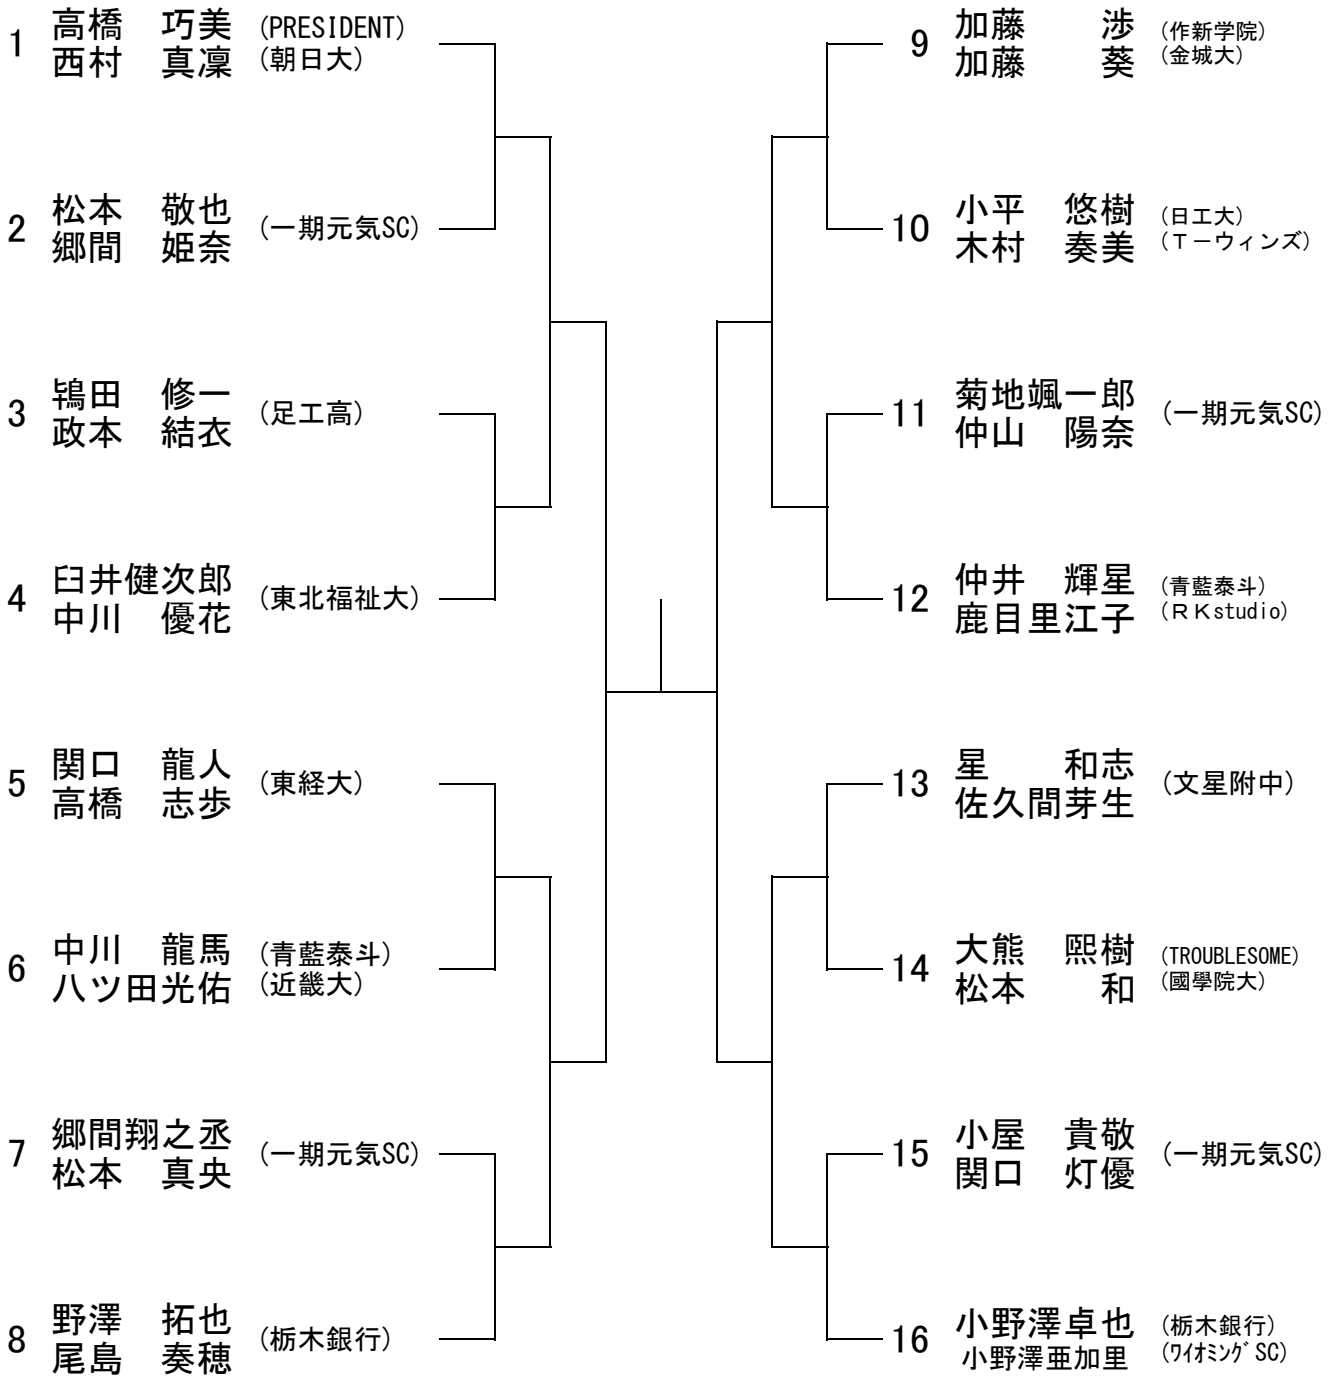 1 高橋　巧美 (PRESIDENT)
西村　真凜 (朝日大)
2 松本　敬也 (一期元気SC)
郷間　姫奈
3 鴇田　修一 (足工高)
政本　結衣
4 臼井健次郎 (東北福祉大)
中川　優花
5 関口　龍人 (東経大)
高橋　志歩
6 中川　龍馬 (青藍泰斗)
八ツ田光佑 (近畿大)
7 郷間翔之丞 (一期元気SC)
松本　真央
8 野澤　拓也 (栃木銀行)
尾島　奏穂
9 加藤　渉 (作新学院)
加藤　葵 (金城大)
10 小平　悠樹 (日工大)
木村　奏美 (Ｔ－ウィンズ)
11 菊地颯一郎 (一期元気SC)
仲山　陽奈
12 仲井　輝星 (青藍泰斗)
鹿目里江子 (ＲＫstudio)
13 星　和志 (文星附中)
佐久間芽生
14 大熊　煕樹 (TROUBLESOME)
松本　和 (國學院大)
15 小屋　貴敬 (一期元気SC)
関口　灯優
16 小野澤卓也 (栃木銀行)
小野澤亜加里 (ﾜｲｵﾐﾝｸﾞSC)